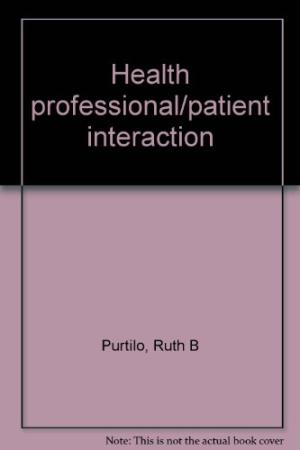 Health
professional/patient
interaction
Purtilo, Ruth B
Note: This is not the actual book cover